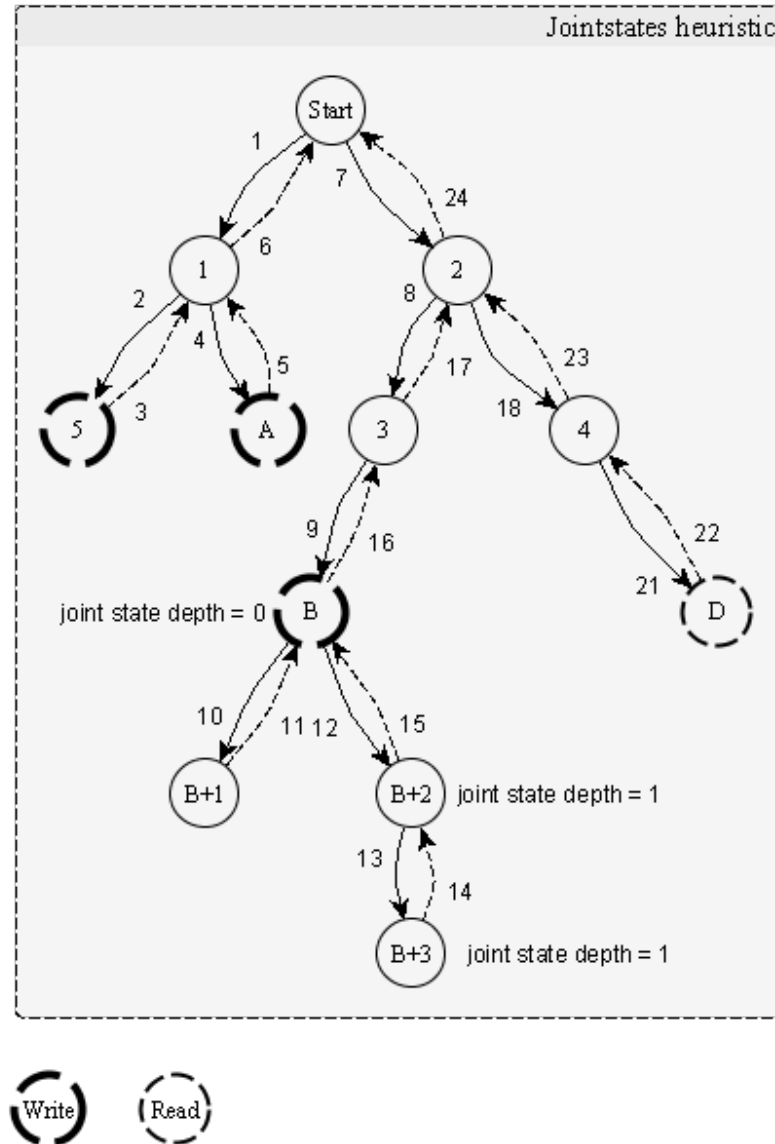 Jointstates heuristic
Start
1
6
7
24
1
2
2
3
4
5
8
17
18
23
5
A
3
4
9
16
21
22
joint state depth = 0
B
D
10
11
12
15
B+1
B+2
joint state depth = 1
13
14
B+3
joint state depth = 1
Write
Read